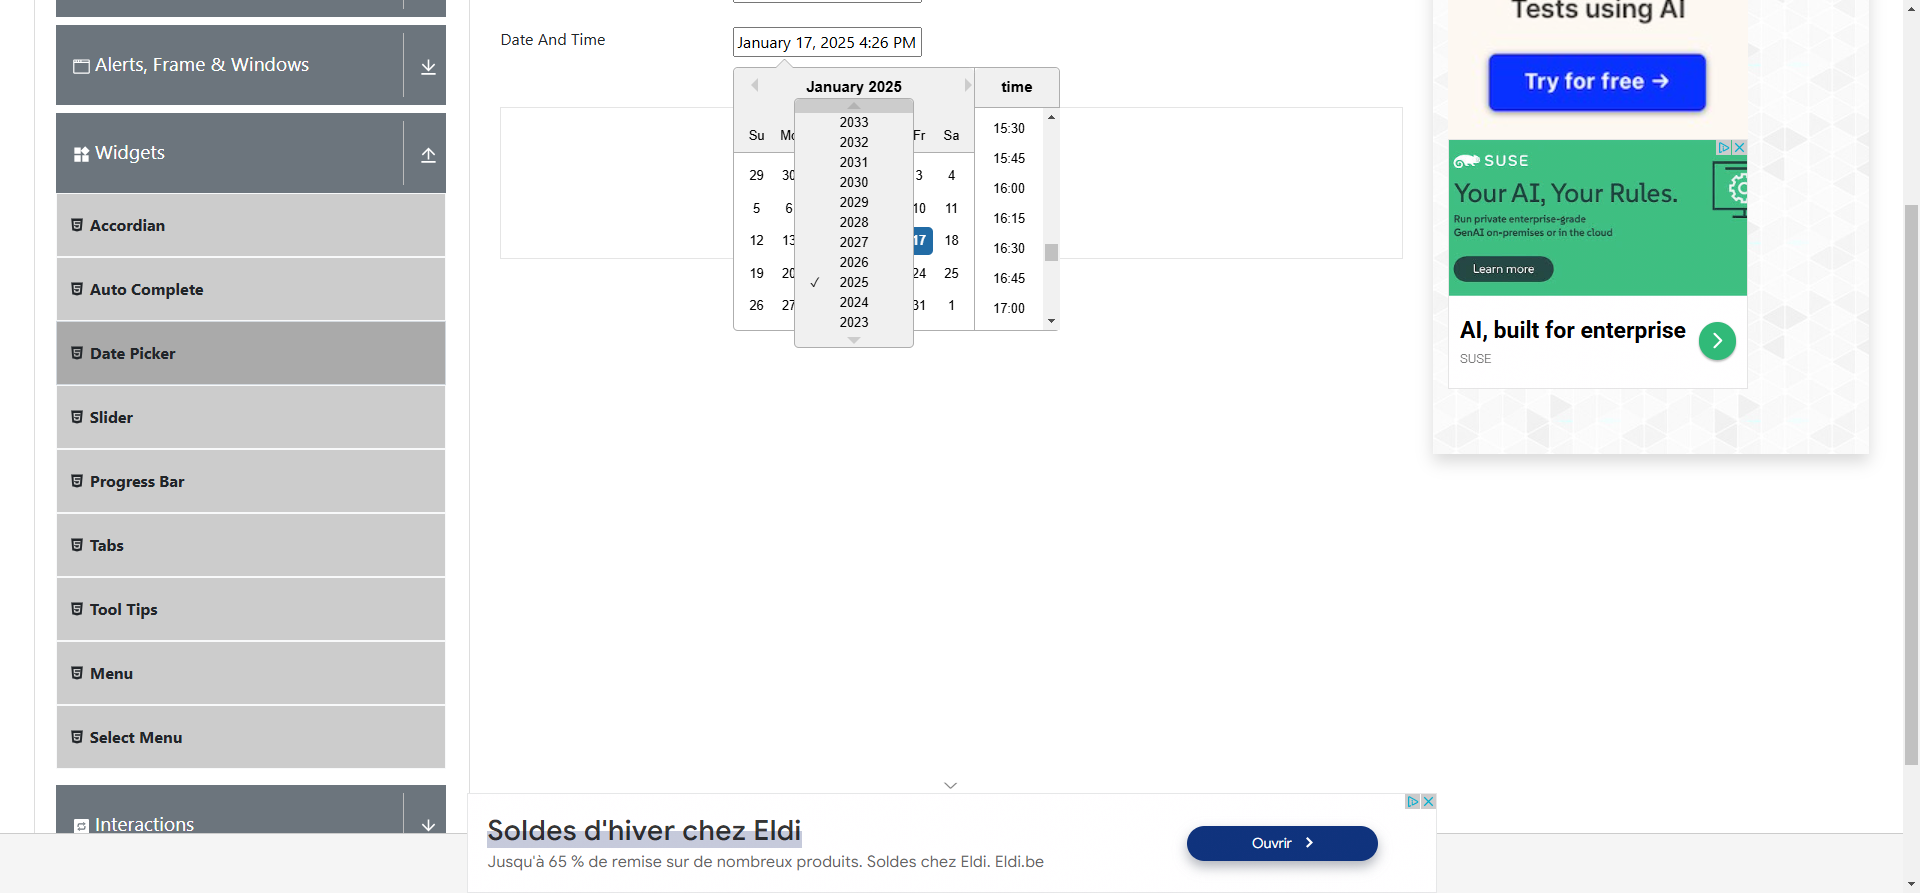 Alerts, Frame & Windows
Widgets
Accordian
Auto Complete
Date Picker
Slider
Progress Bar
Tabs
Tool Tips
Menu
Select Menu
Interactions
Date And Time
January 17, 2025 4:26 PM
January 2025
2033
2032
2031
2030
2029
2028
2027
2026
✓ 2025
2024
2023
Su Mo Fr Sa
29 30 3 4
5 6 10 11
12 13 17 18
19 20 24 25
26 27 31 1
time
15:30
15:45
16:00
16:15
16:30
16:45
17:00
Tests using AI
Try for free →
SUSE
Your AI, Your Rules.
Run private enterprise-grade
GenAI on-premises or in the cloud
Learn more
AI, built for enterprise
SUSE
Soldes d'hiver chez Eldi
Jusqu'à 65 % de remise sur de nombreux produits. Soldes chez Eldi. Eldi.be
Ouvrir